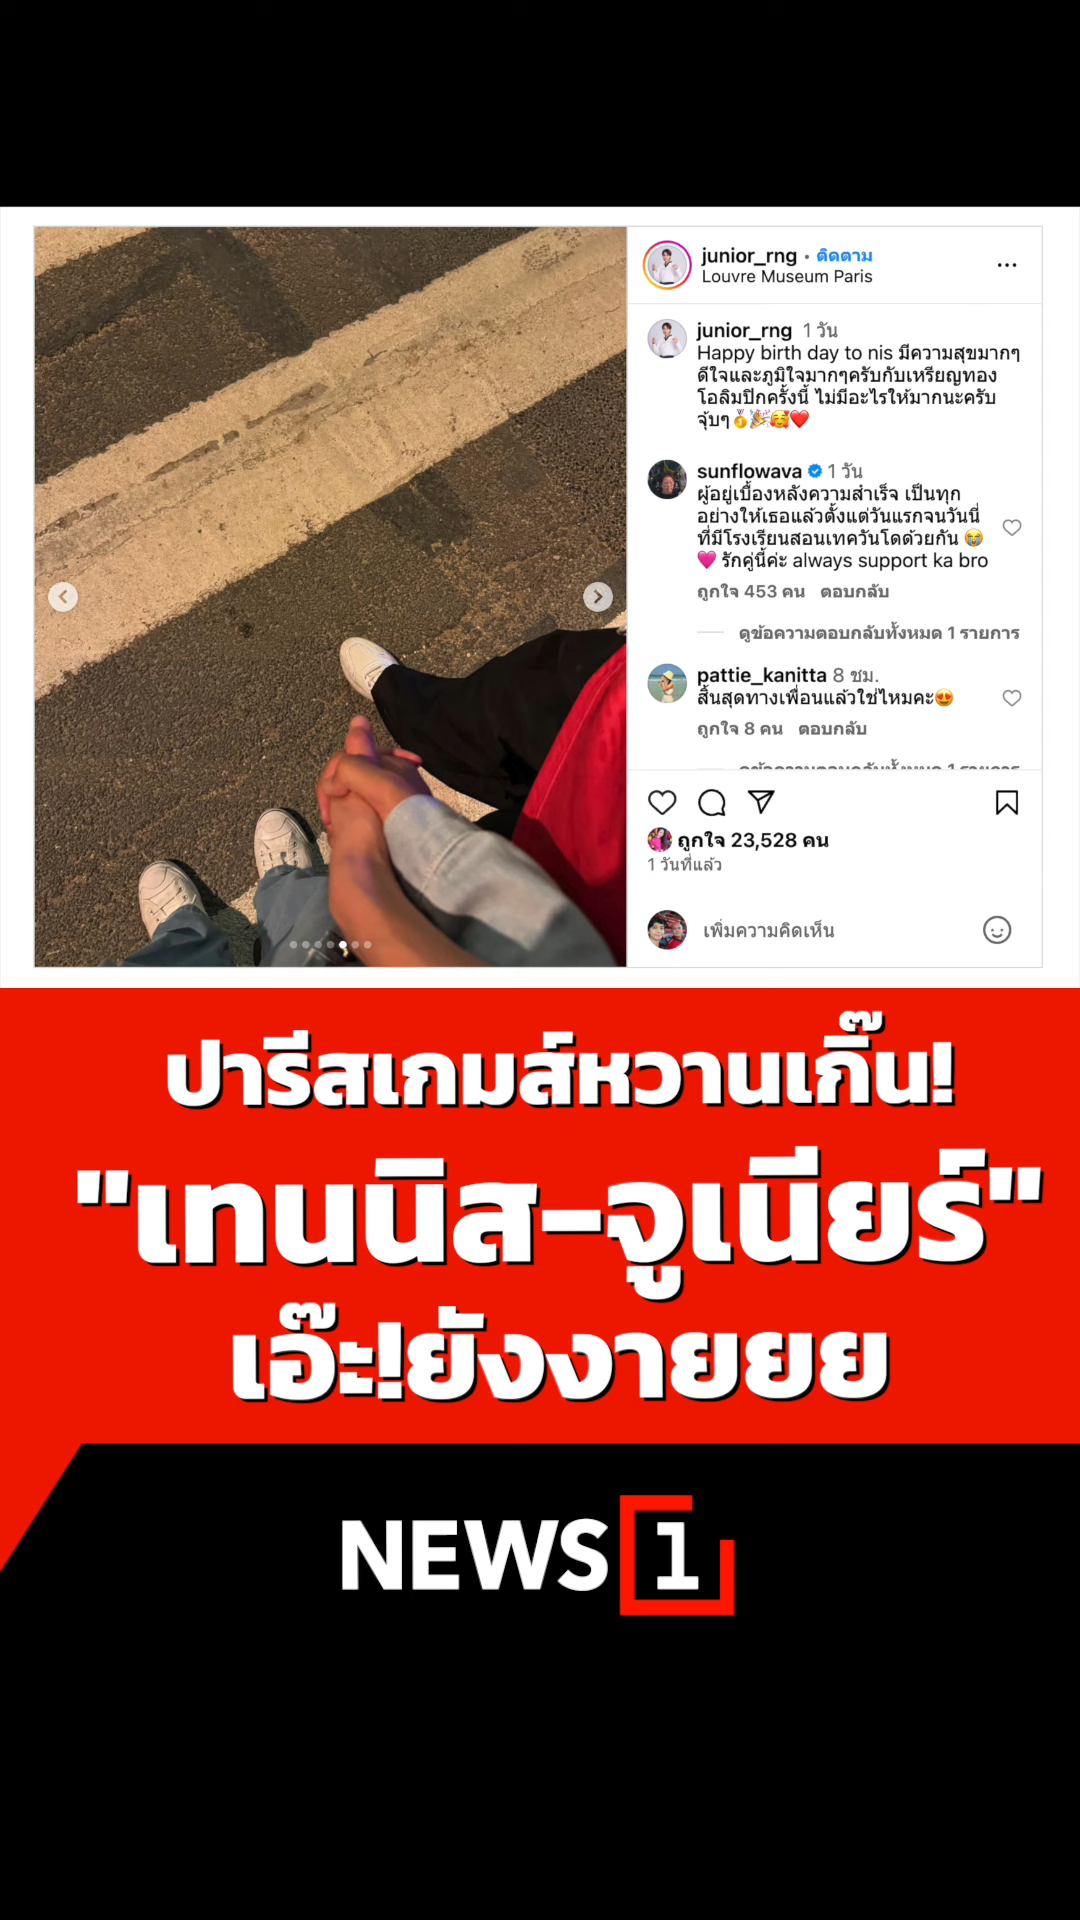 junior_rng • ติดตาม
Louvre Museum Paris
junior_rng 1 วัน
Happy birth day to nis มีความสุขมากๆ
ดีใจและภูมิใจมากๆครับกับเหรียญทอง
โอลิมปิกครั้งนี้ ไม่มีอะไรให้มากนะครับ
จุ้บๆ🥇🎉🥰❤️
sunflowava 1 วัน
ผู้อยู่เบื้องหลังความสำเร็จ เป็นทุก
อย่างให้เธอแล้วตั้งแต่วันแรกจนวันนี้
ที่มีโรงเรียนสอนเทควันโดด้วยกัน 😭
💗 รักคู่นี้ค่ะ always support ka bro
ถูกใจ 453 คน ตอบกลับ
ดูข้อความตอบกลับทั้งหมด 1 รายการ
pattie_kanitta 8 ชม.
สิ้นสุดทางเพื่อนแล้วใช่ไหมคะ😍
ถูกใจ 8 คน ตอบกลับ
ถูกใจ 23,528 คน
1 วันที่แล้ว
เพิ่มความคิดเห็น
ปารีสเกมส์หวานเกิ๊น!
"เทนนิส-จูเนียร์"
เอ๊ะ!ยังงายยย
NEWS 1